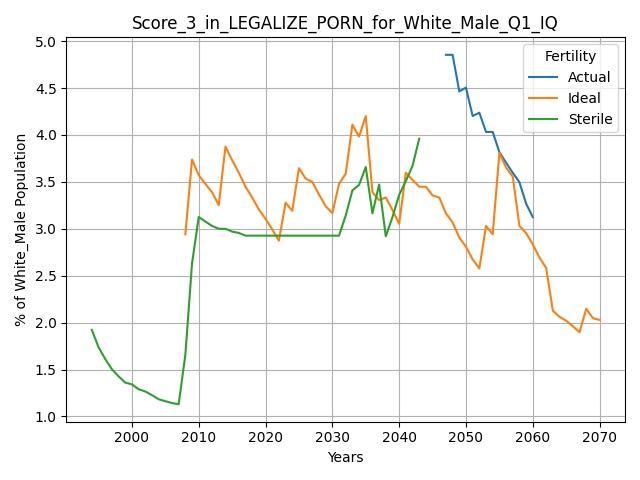 Score_3_in_LEGALIZE_PORN_for_White_Male_Q1_IQ
5.0
4.5
4.0
3.5
3.0
2.5
2.0
1.5
1.0
% of White_Male Population
Fertility
Actual
Ideal
Sterile
2000 2010 2020 2030 2040 2050 2060 2070
Years